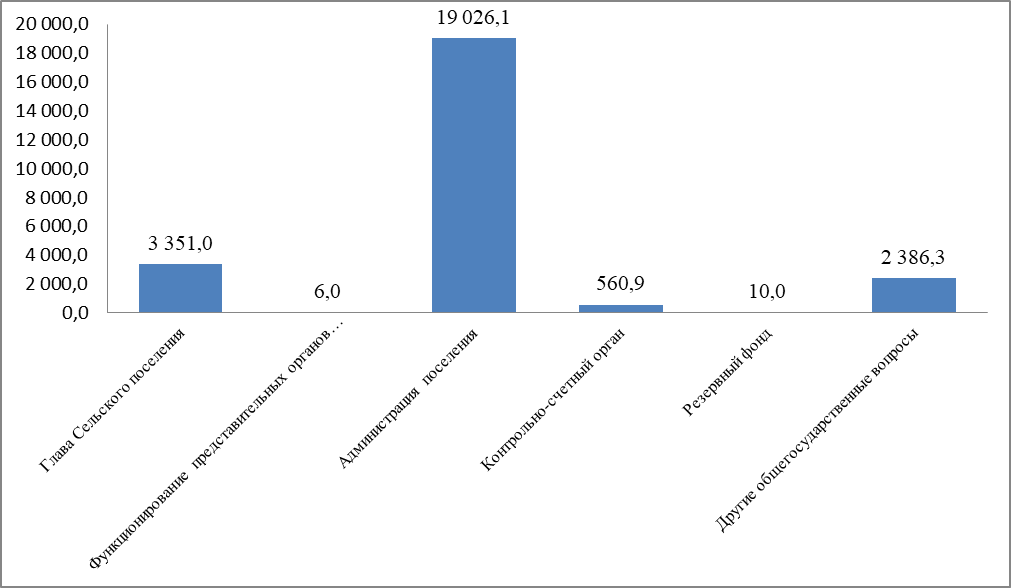 20 000,0
18 000,0
16 000,0
14 000,0
12 000,0
10 000,0
8 000,0
6 000,0
4 000,0
2 000,0
0,0
3 351,0
6,0
19 026,1
560,9
10,0
2 386,3
Глава Сельского поселения
Функционирование представительных органов…
Администрация поселения
Контрольно-счетный орган
Резервный фонд
Другие общегосударственные вопросы